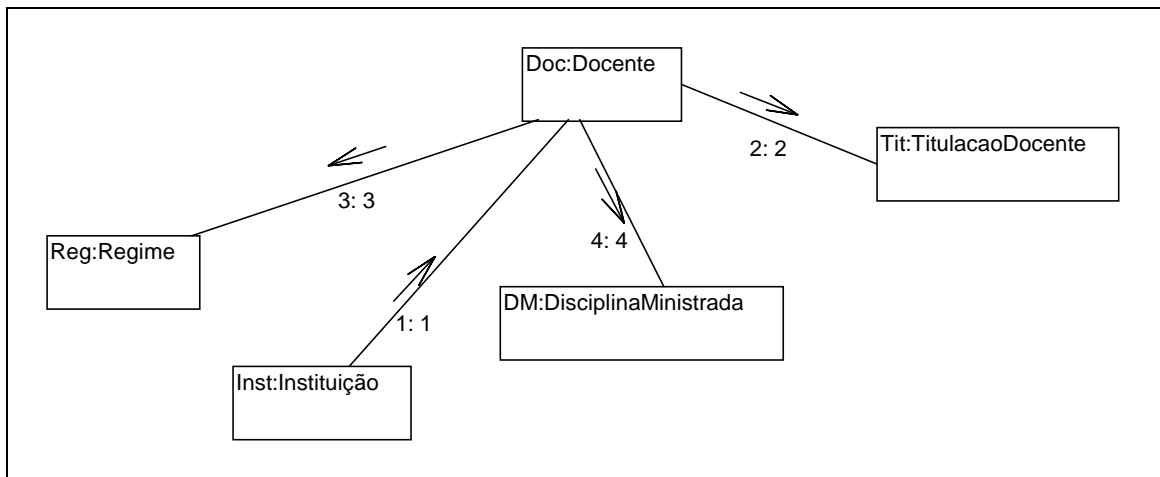 Doc:Docente
2: 2
Tit:TitulacaoDocente
3: 3
Reg:Regime
4: 4
DM:DisciplinaMinistrada
1: 1
Inst:Instituição